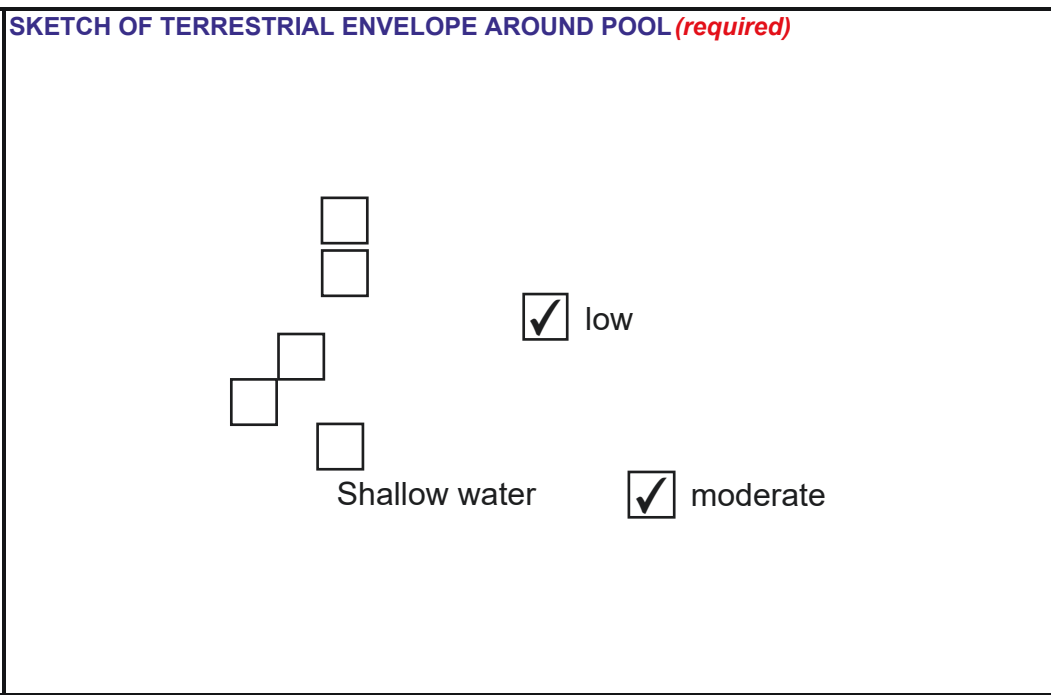 SKETCH OF TERRESTRIAL ENVELOPE AROUND POOL (required)
low
Shallow water
moderate